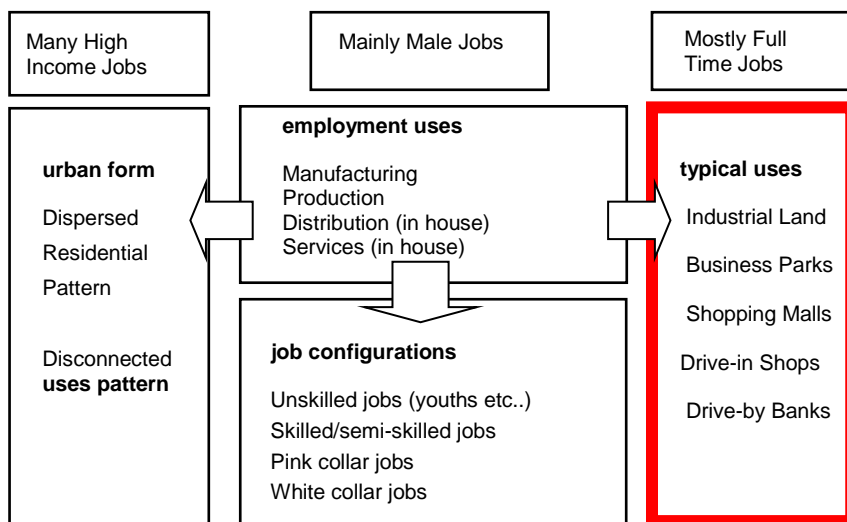 Many High
Income Jobs
Mainly Male Jobs
Mostly Full
Time Jobs
urban form
Dispersed
Residential
Pattern
Disconnected
uses pattern
employment uses
Manufacturing
Production
Distribution (in house)
Services (in house)
job configurations
Unskilled jobs (youths etc..)
Skilled/semi-skilled jobs
Pink collar jobs
White collar jobs
typical uses
Industrial Land
Business Parks
Shopping Malls
Drive-in Shops
Drive-by Banks